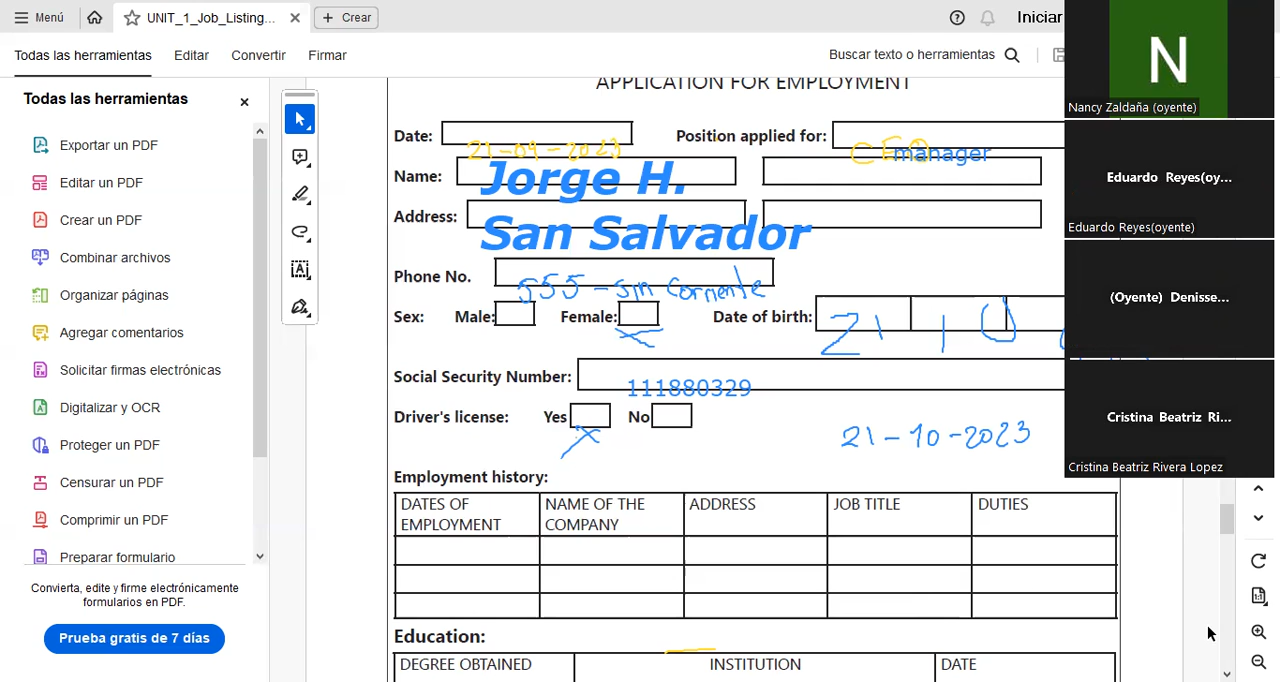 Menú
UNIT_1_Job_Listing...
Crear
Iniciar
Todas las herramientas
Editar
Convertir
Firmar
Buscar texto o herramientas
Todas las herramientas
Exportar un PDF
Editar un PDF
Crear un PDF
Combinar archivos
Organizar páginas
Agregar comentarios
Solicitar firmas electrónicas
Digitalizar y OCR
Proteger un PDF
Censurar un PDF
Comprimir un PDF
Preparar formulario
Convierta, edite y firme electrónicamente
formularios en PDF.
Prueba gratis de 7 días
APPLICATION FOR EMPLOYMENT
Date: 21-09-2023 Position applied for: CEO manager
Name: Jorge H.
Address: San Salvador
Phone No. 555-sin corriente
Sex: Male: Female: X Date of birth: 21 10
Social Security Number: 111880329
Driver's license: Yes X No
21-10-2023
Employment history:
DATES OF EMPLOYMENT NAME OF THE COMPANY ADDRESS JOB TITLE DUTIES
Education:
DEGREE OBTAINED INSTITUTION DATE
N
Nancy Zaldaña (oyente)
Eduardo Reyes(oy...
Eduardo Reyes(oyente)
(Oyente) Denisse...
Cristina Beatriz Ri...
Cristina Beatriz Rivera Lopez